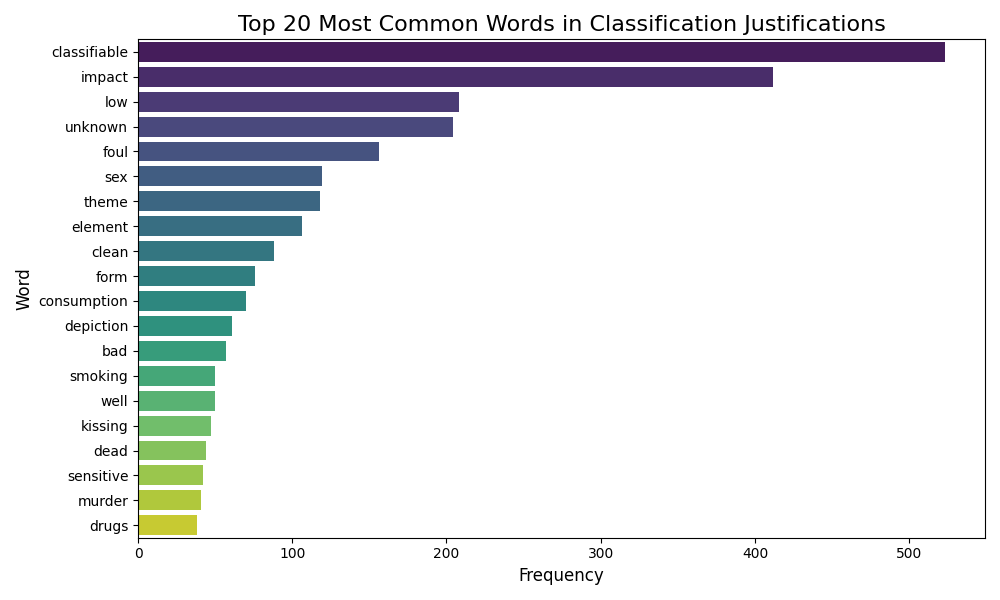 Top 20 Most Common Words in Classification Justifications
classifiable
impact
low
unknown
foul
sex
theme
element
clean
form
consumption
depiction
bad
smoking
well
kissing
dead
sensitive
murder
drugs
Word
0 100 200 300 400 500
Frequency